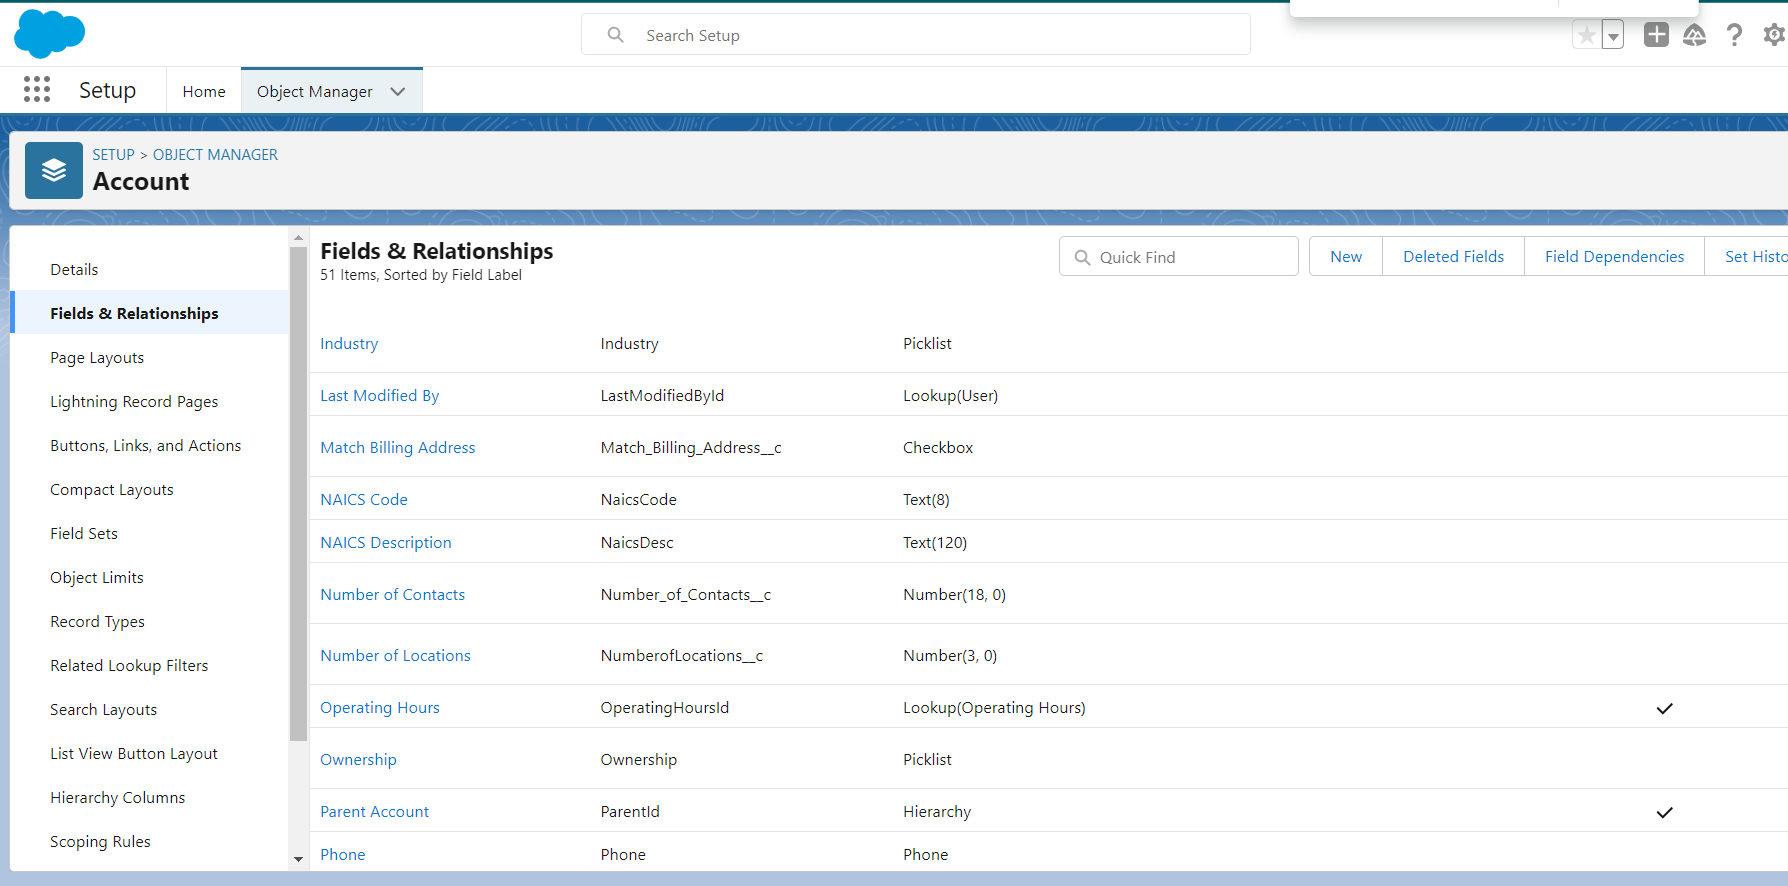 Search Setup
Setup
Home
Object Manager
SETUP > OBJECT MANAGER
Account
Details
Fields & Relationships
Page Layouts
Lightning Record Pages
Buttons, Links, and Actions
Compact Layouts
Field Sets
Object Limits
Record Types
Related Lookup Filters
Search Layouts
List View Button Layout
Hierarchy Columns
Scoping Rules
Fields & Relationships
51 Items, Sorted by Field Label
Quick Find
New
Deleted Fields
Field Dependencies
Set Histo
Industry Industry Picklist
Last Modified By LastModifiedById Lookup(User)
Match Billing Address Match_Billing_Address__c Checkbox
NAICS Code NaicsCode Text(8)
NAICS Description NaicsDesc Text(120)
Number of Contacts Number_of_Contacts__c Number(18, 0)
Number of Locations NumberofLocations__c Number(3, 0)
Operating Hours OperatingHoursId Lookup(Operating Hours)
Ownership Ownership Picklist
Parent Account ParentId Hierarchy
Phone Phone Phone